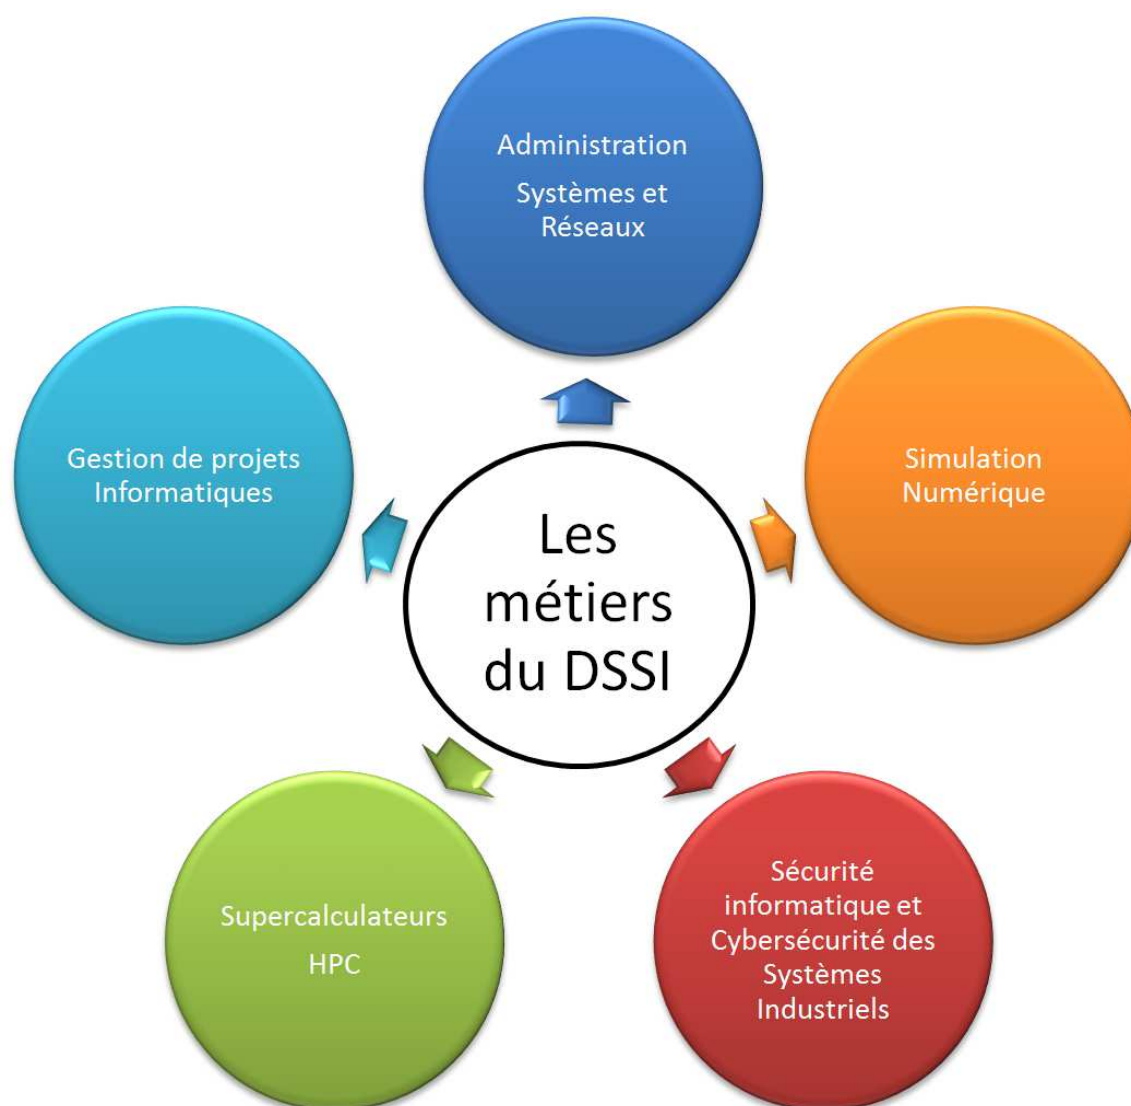 Administration
Systèmes et
Réseaux
Gestion de projets
Informatiques
Simulation
Numérique
Les
métiers
du DSSI
Supercalculateurs
HPC
Sécurité
informatique et
Cybersécurité des
Systèmes
Industriels